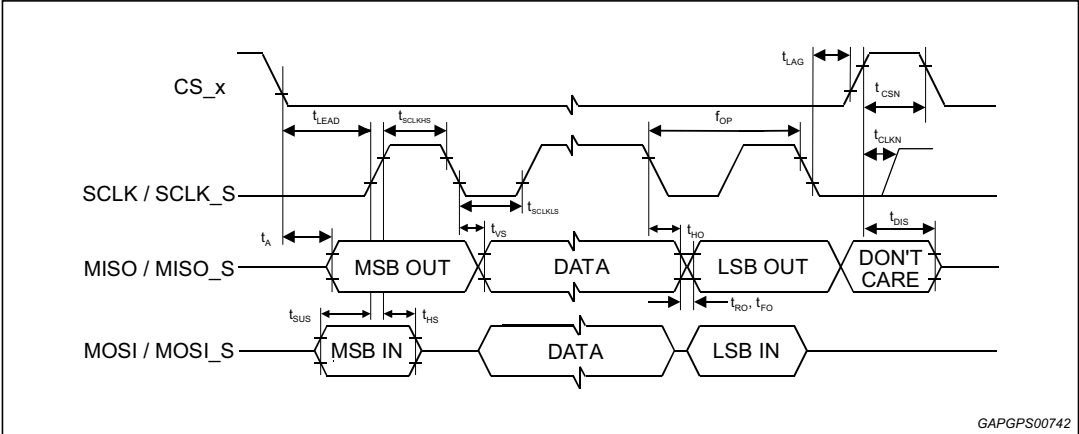 CS_x
tLAG
tCSN
tLEAD
tSCLKHS
fOP
tCLKN
SCLK / SCLK_S
tSCLKLS
tA
tVS
tHO
tDIS
MISO / MISO_S
MSB OUT
DATA
LSB OUT
DON'T
CARE
tRO, tFO
tSUS
tHS
MOSI / MOSI_S
MSB IN
DATA
LSB IN
GAPGPS00742